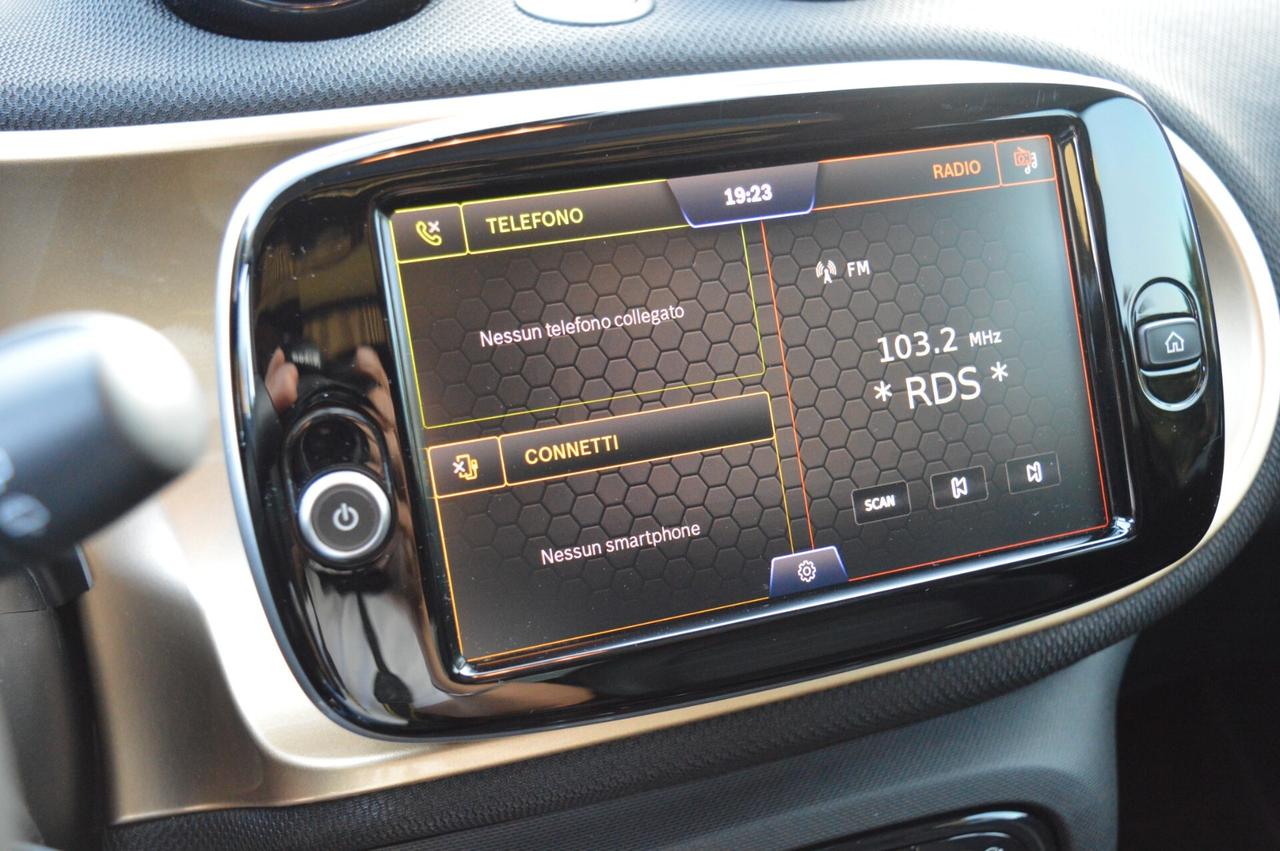 TELEFONO
19:23
RADIO
Nessun telefono collegato
FM
103.2 MHz
* RDS *
CONNETTI
Nessun smartphone
SCAN